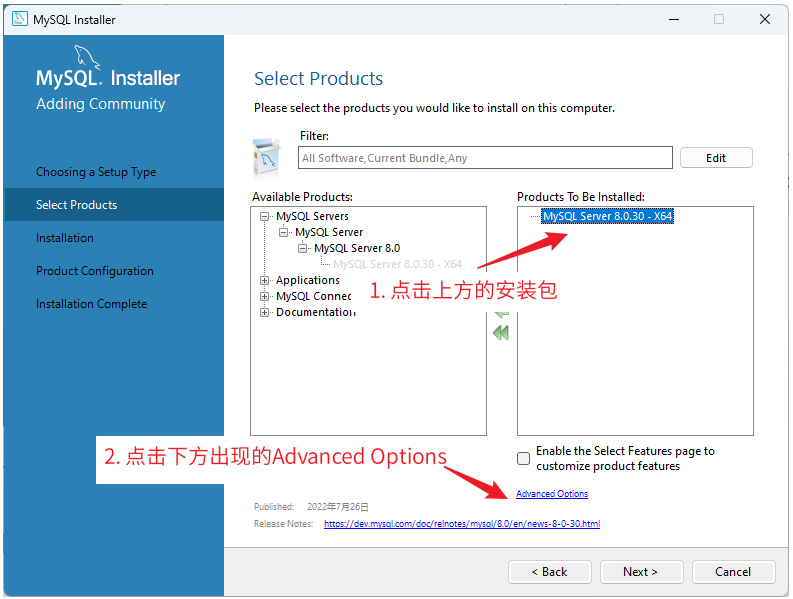 MySQL Installer
MySQL. Installer
Adding Community
Choosing a Setup Type
Select Products
Installation
Product Configuration
Installation Complete
Select Products
Please select the products you would like to install on this computer.
Filter:
All Software,Current Bundle,Any
Edit
Available Products:
MySQL Servers
MySQL Server
MySQL Server 8.0
MySQL Server 8.0.30 - X64
Applications
MySQL Connec
Documentation
Products To Be Installed:
MySQL Server 8.0.30 - X64
1. 点击上方的安装包
2. 点击下方出现的Advanced Options
Enable the Select Features page to
customize product features
Advanced Options
Published: 2022年7月26日
Release Notes: https://dev.mysql.com/doc/relnotes/mysql/8.0/en/news-8-0-30.html
< Back
Next >
Cancel